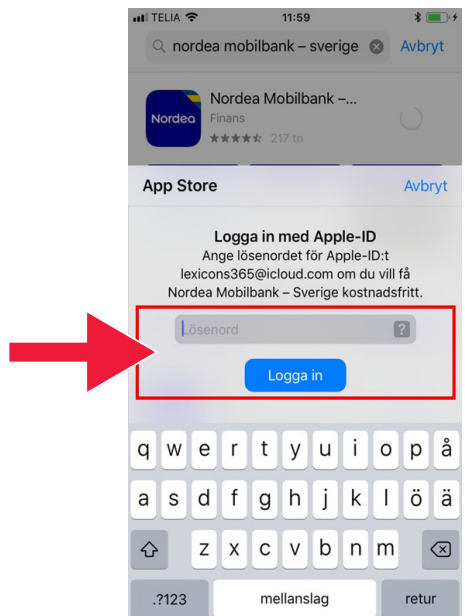 TELIA 11:59
nordea mobilbank – sverige Avbryt
Nordea
Nordea Mobilbank –...
Finans
217 tn
App Store Avbryt
Logga in med Apple-ID
Ange lösenordet för Apple-ID:t
lexicons365@icloud.com om du vill få
Nordea Mobilbank – Sverige kostnadsfritt.
Lösenord ?
Logga in
q w e r t y u i o p å
a s d f g h j k l ö ä
z x c v b n m
.?123 mellanslag retur